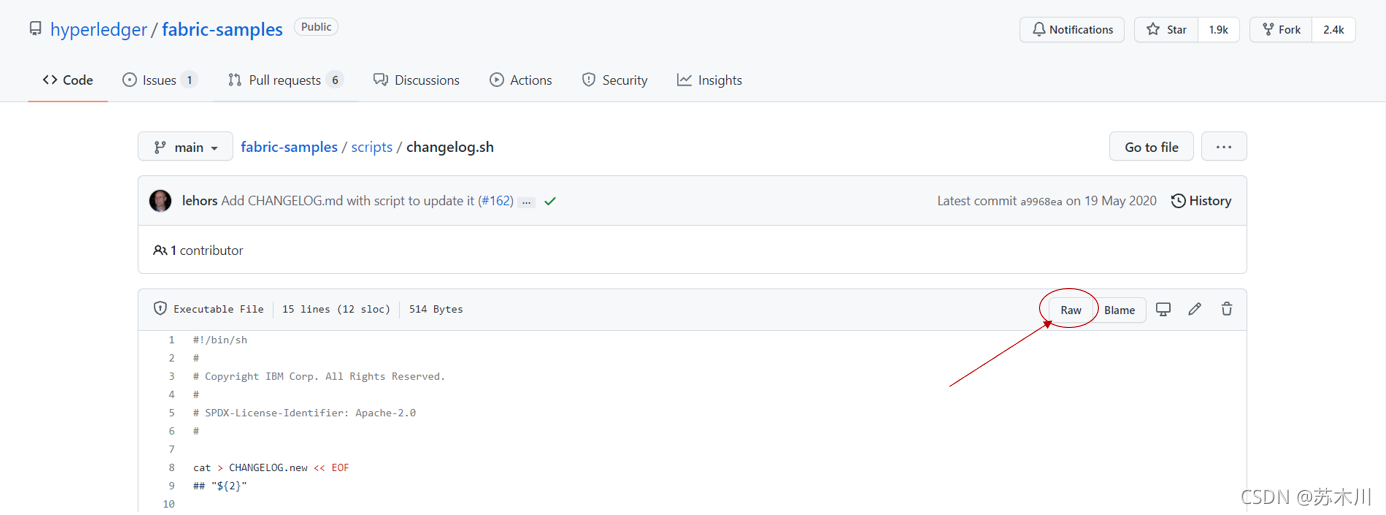 hyperledger / fabric-samples Public Notifications Star 1.9k Fork 2.4k
Code Issues 1 Pull requests 6 Discussions Actions Security Insights
main fabric-samples / scripts / changelog.sh Go to file ...
lehors Add CHANGELOG.md with script to update it (#162) ... Latest commit a9968ea on 19 May 2020 History
1 contributor
Executable File 15 lines (12 sloc) 514 Bytes Raw Blame
1 #!/bin/sh
2 #
3 # Copyright IBM Corp. All Rights Reserved.
4 #
5 # SPDX-License-Identifier: Apache-2.0
6 #
7
8 cat > CHANGELOG.new << EOF
9 ## "${2}"
10
CSDN @苏木川